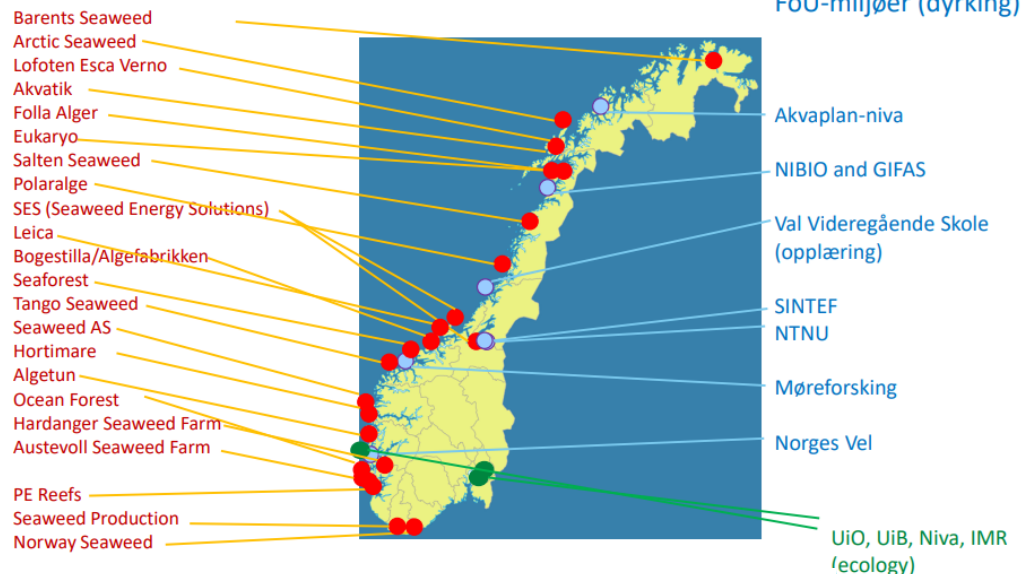 Barents Seaweed
Arctic Seaweed
Lofoten Esca Verno
Akvatik
Folla Alger
Eukaryo
Salten Seaweed
Polaralge
SES (Seaweed Energy Solutions)
Leica
Bogestilla/Algefabrikken
Seaforest
Tango Seaweed
Seaweed AS
Hortimare
Algetun
Ocean Forest
Hardanger Seaweed Farm
Austevoll Seaweed Farm
PE Reefs
Seaweed Production
Norway Seaweed
FoU-miljøer (dyrking)
Akvaplan-niva
NIBIO and GIFAS
Val Videregående Skole
(opplæring)
SINTEF
NTNU
Møreforsking
Norges Vel
UiO, UiB, Niva, IMR
(ecology)